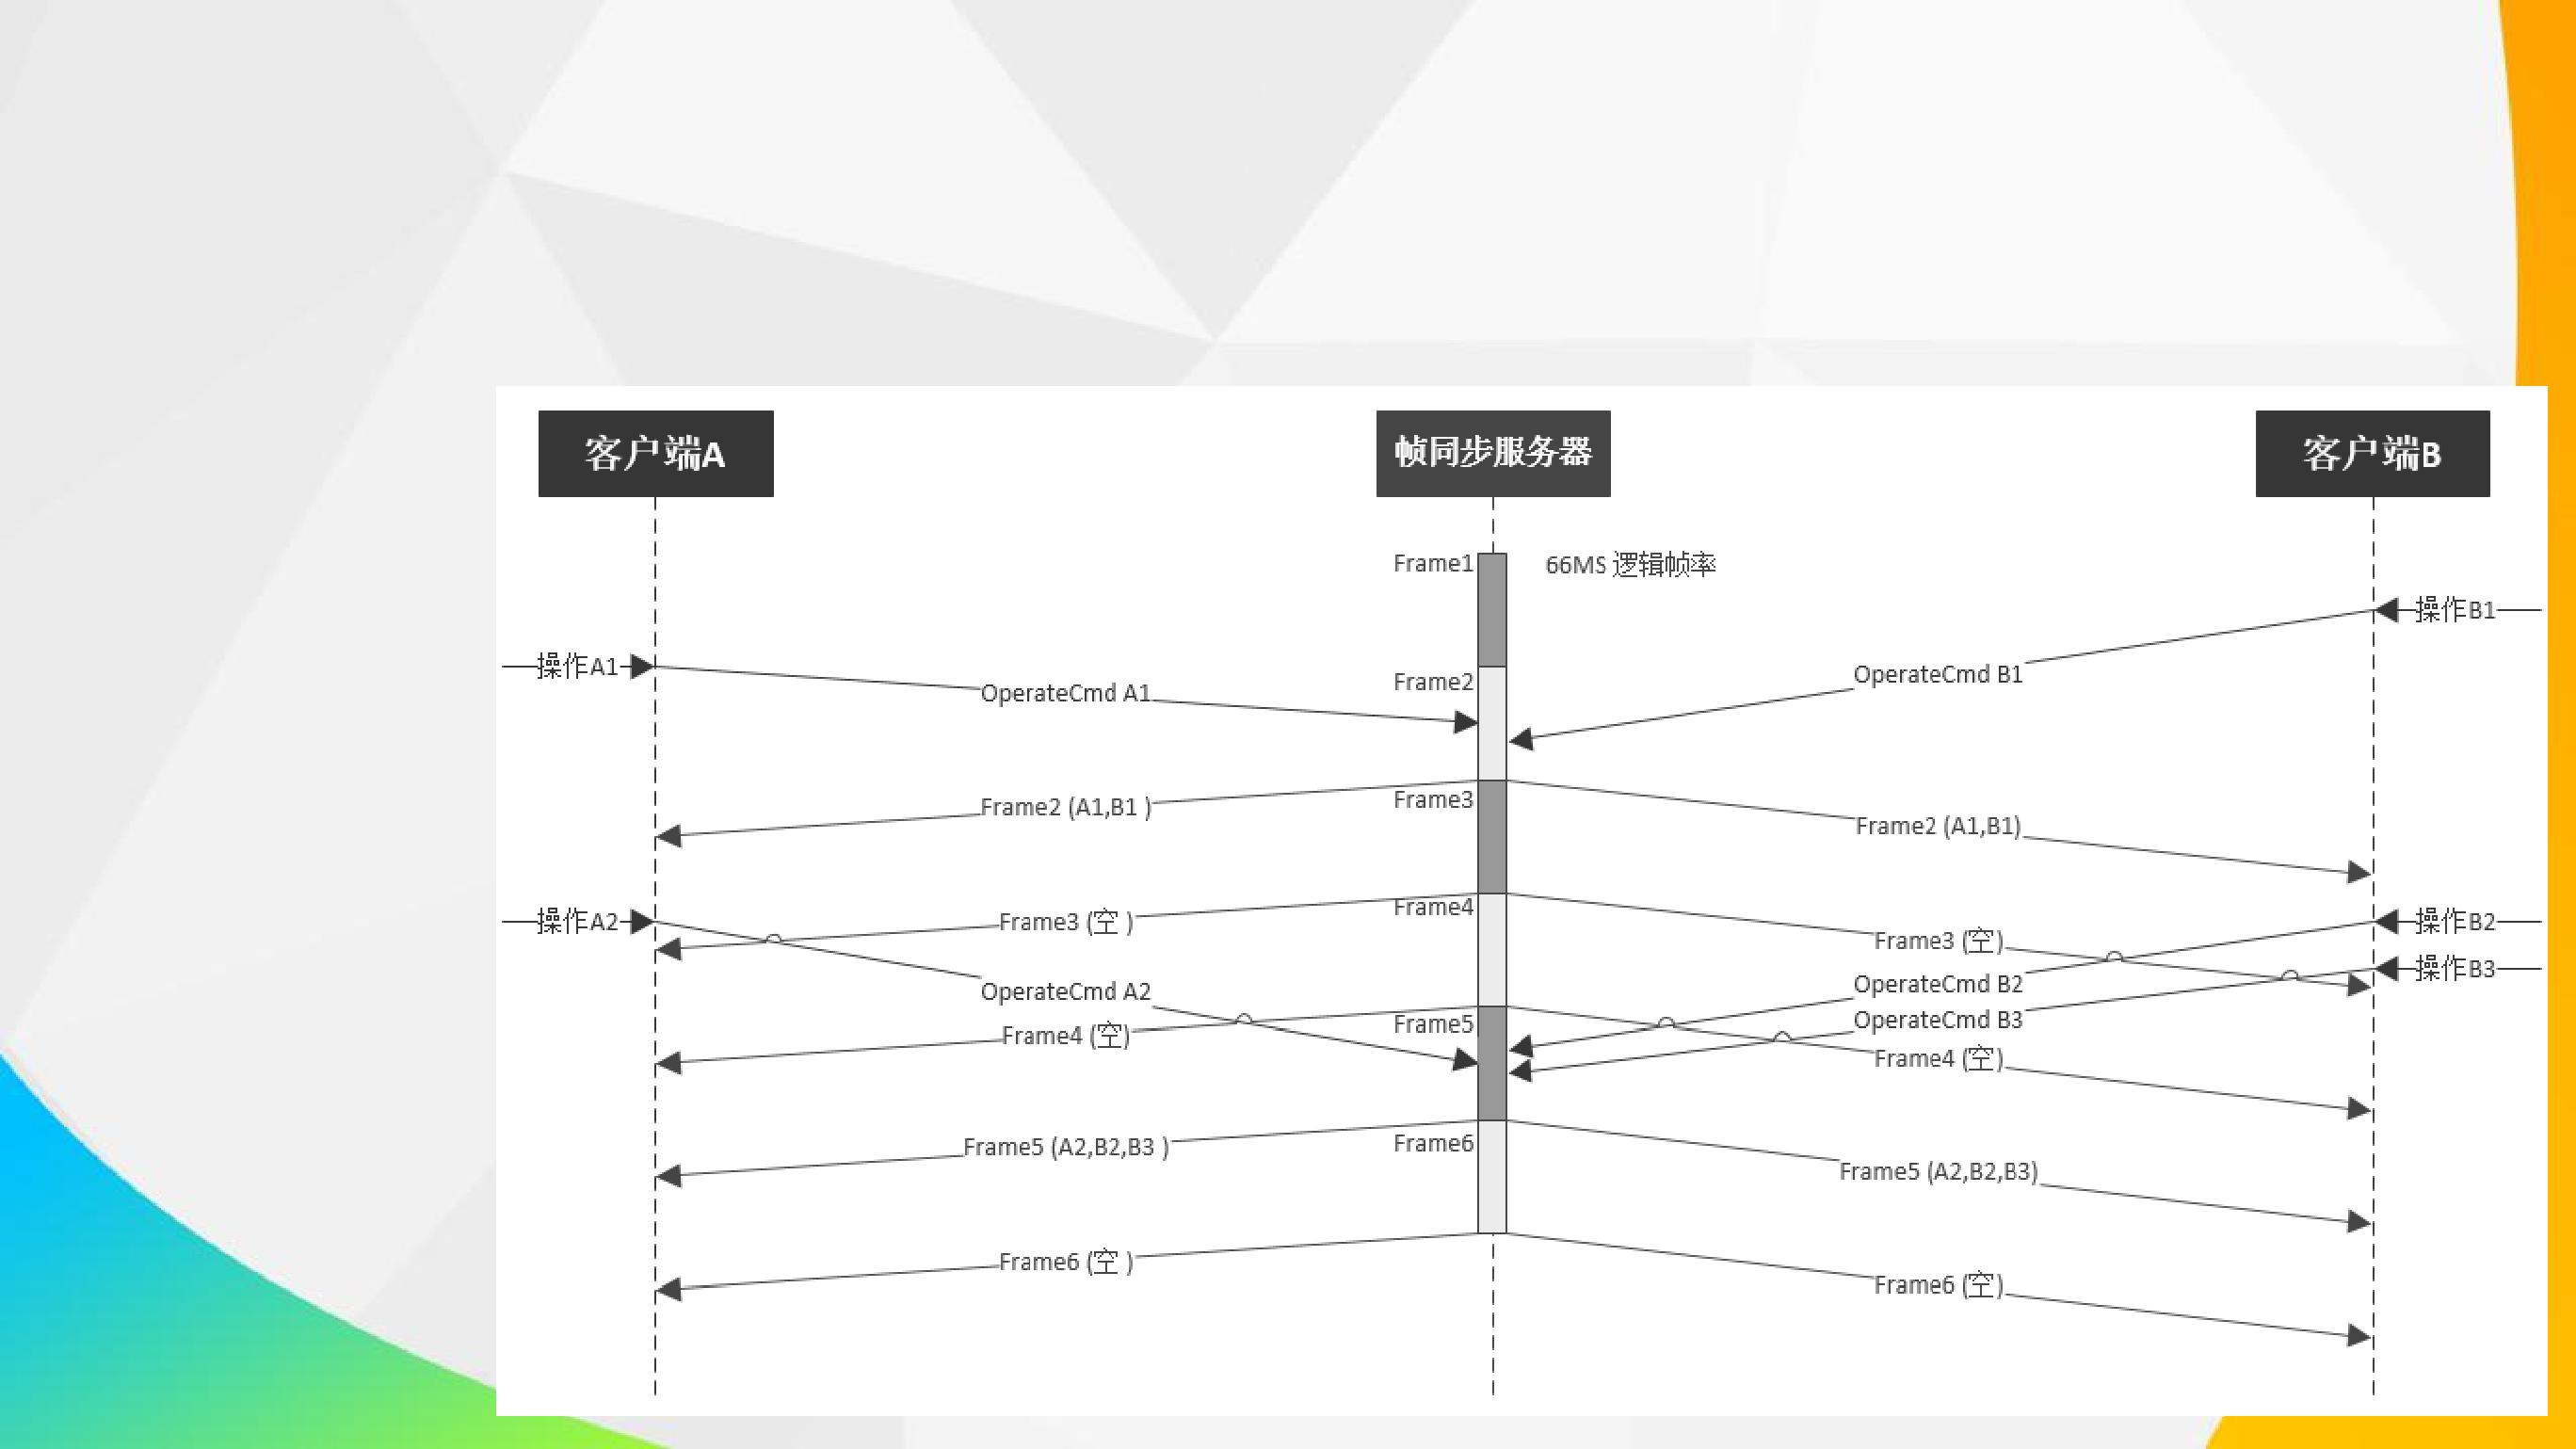 客户端A
帧同步服务器
客户端B
Frame1
66MS 逻辑帧率
操作B1
操作A1
OperateCmd A1
Frame2
OperateCmd B1
Frame2 (A1,B1 )
Frame3
Frame2 (A1,B1)
操作A2
Frame3 (空 )
Frame4
Frame3 (空)
操作B2
操作B3
OperateCmd A2
OperateCmd B2
OperateCmd B3
Frame4 (空)
Frame5
Frame4 (空)
Frame5 (A2,B2,B3 )
Frame6
Frame5 (A2,B2,B3)
Frame6 (空 )
Frame6 (空)